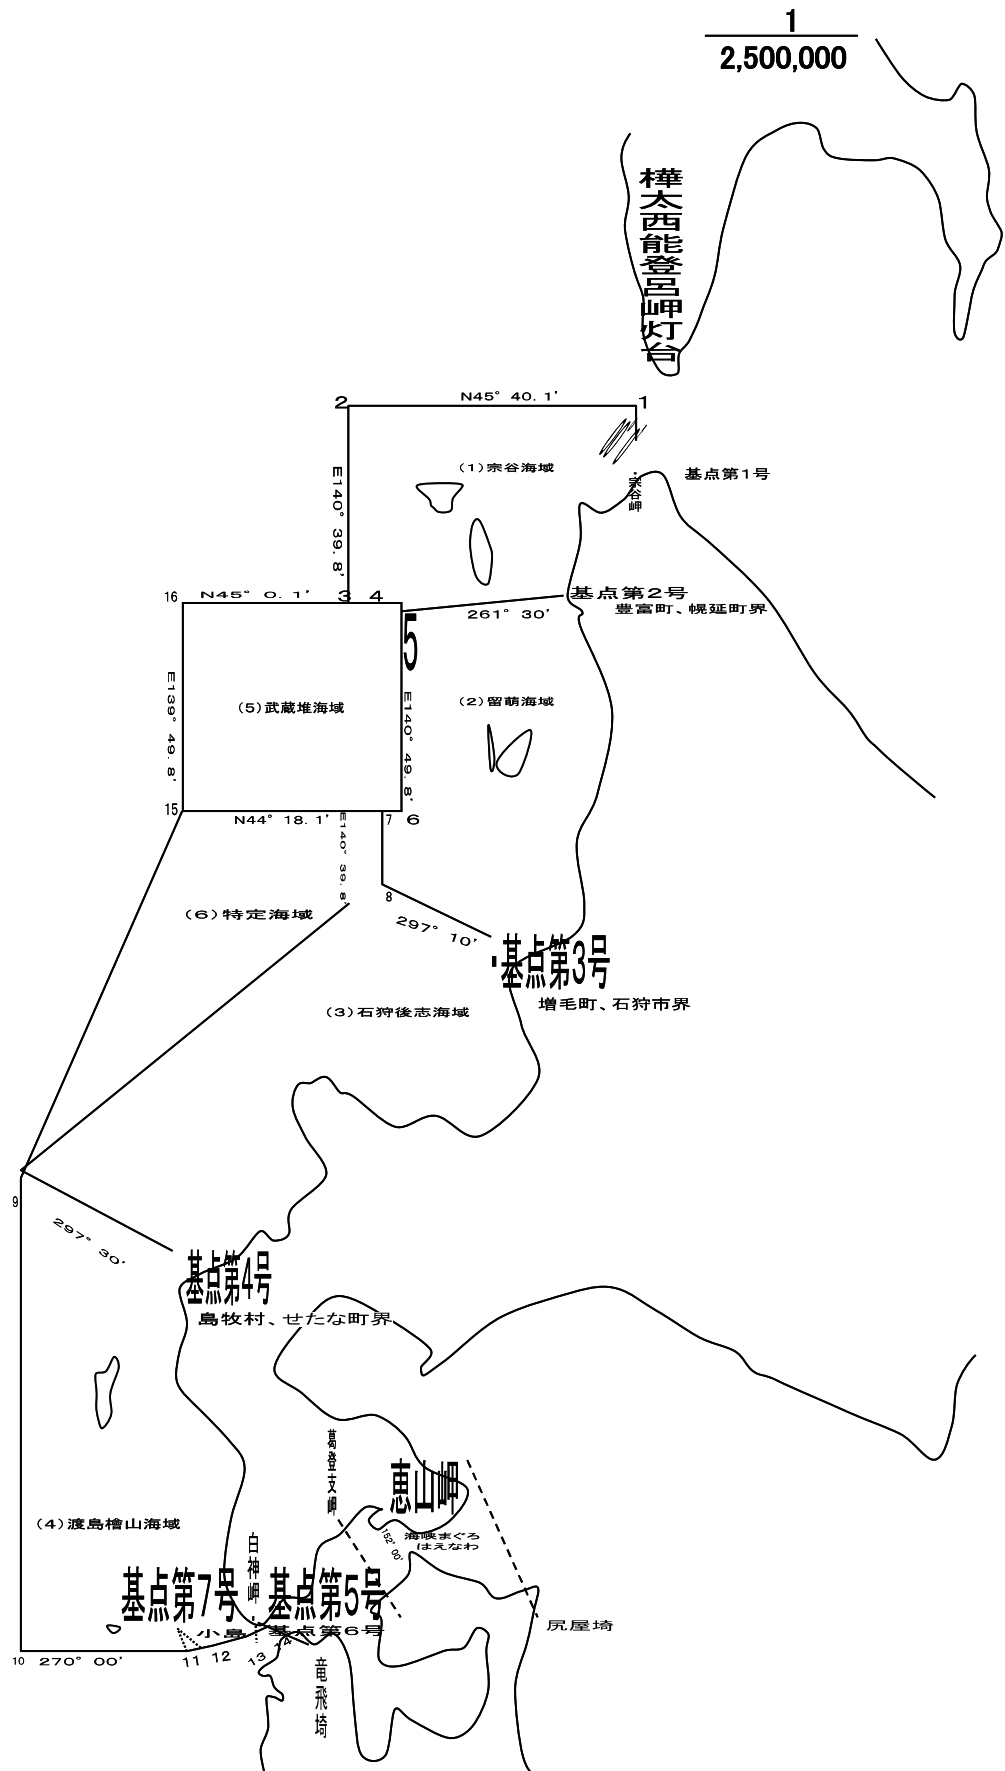 1
2,500,000
樺太西能登呂岬灯台
2
N45° 40.1'
1
(1)宗谷海域
基点第1号
宗谷岬
E140° 39.8'
16
N45° 0.1'
3
4
基点第2号
261° 30'
豊富町、幌延町界
5
E139° 49.8'
(5)武蔵堆海域
E140° 49.8'
(2)留萌海域
15
N44° 18.1'
E140° 39.8'
7
6
8
(6)特定海域
297° 10'
基点第3号
増毛町、石狩市界
(3)石狩後志海域
9
297° 30'
基点第4号
島牧村、せたな町界
葛登支岬
恵山岬
(4)渡島檜山海域
白神岬
152° 00'
海峡まぐろ
はえなわ
基点第7号
基点第5号
小島
基点第6号
尻屋埼
10
270° 00'
11
12
13
14
竜飛埼